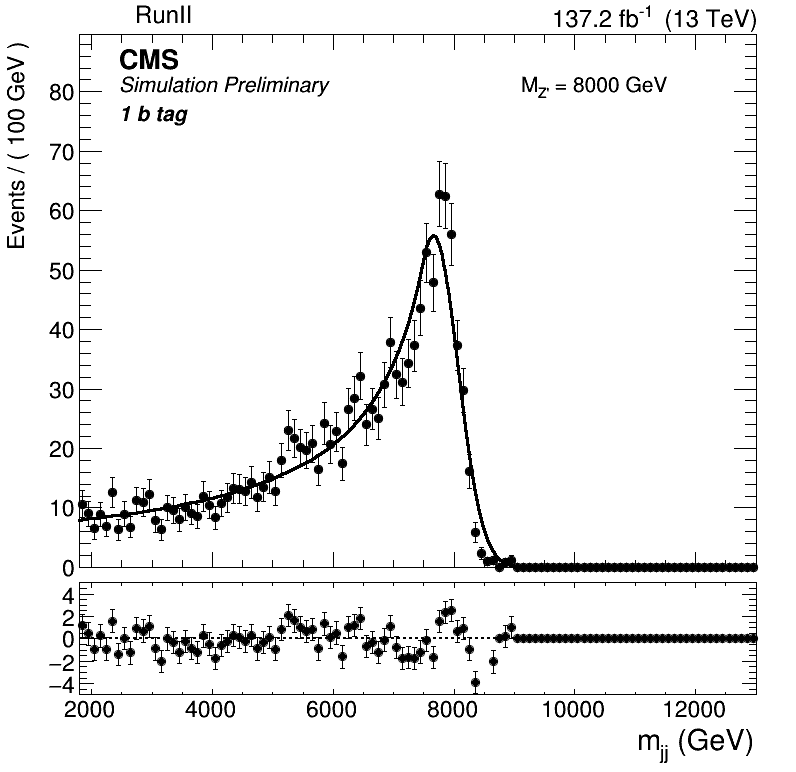 RunII 137.2 fb⁻¹ (13 TeV)
CMS
Simulation Preliminary
M_Z' = 8000 GeV
1 b tag
Events / ( 100 GeV )
80
70
60
50
40
30
20
10
0
4
2
0
−2
−4
2000 4000 6000 8000 10000 12000
m_jj (GeV)